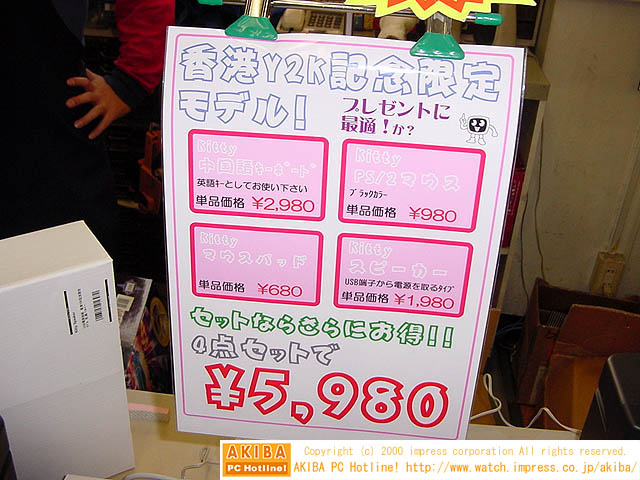 香港Y2K記念限定
モデル!
プレゼントに
最適!か?
Kitty
中国語ｷｰﾎﾞｰﾄﾞ
英語ｷｰとしてお使い下さい
単品価格 ¥2,980
Kitty
PS/2マウス
ﾌﾞﾗｯｸｶﾗｰ
単品価格 ¥980
Kitty
マウスパッド
単品価格 ¥680
Kitty
スピーカー
USB端子から電源を取るﾀｲﾌﾟ
単品価格 ¥1,980
セットならさらにお得!!
4点セットで
¥5,980
AKIBA
PC Hotline!
Copyright (c) 2000 impress corporation All rights reserved.
AKIBA PC Hotline! http://www.watch.impress.co.jp/akiba/